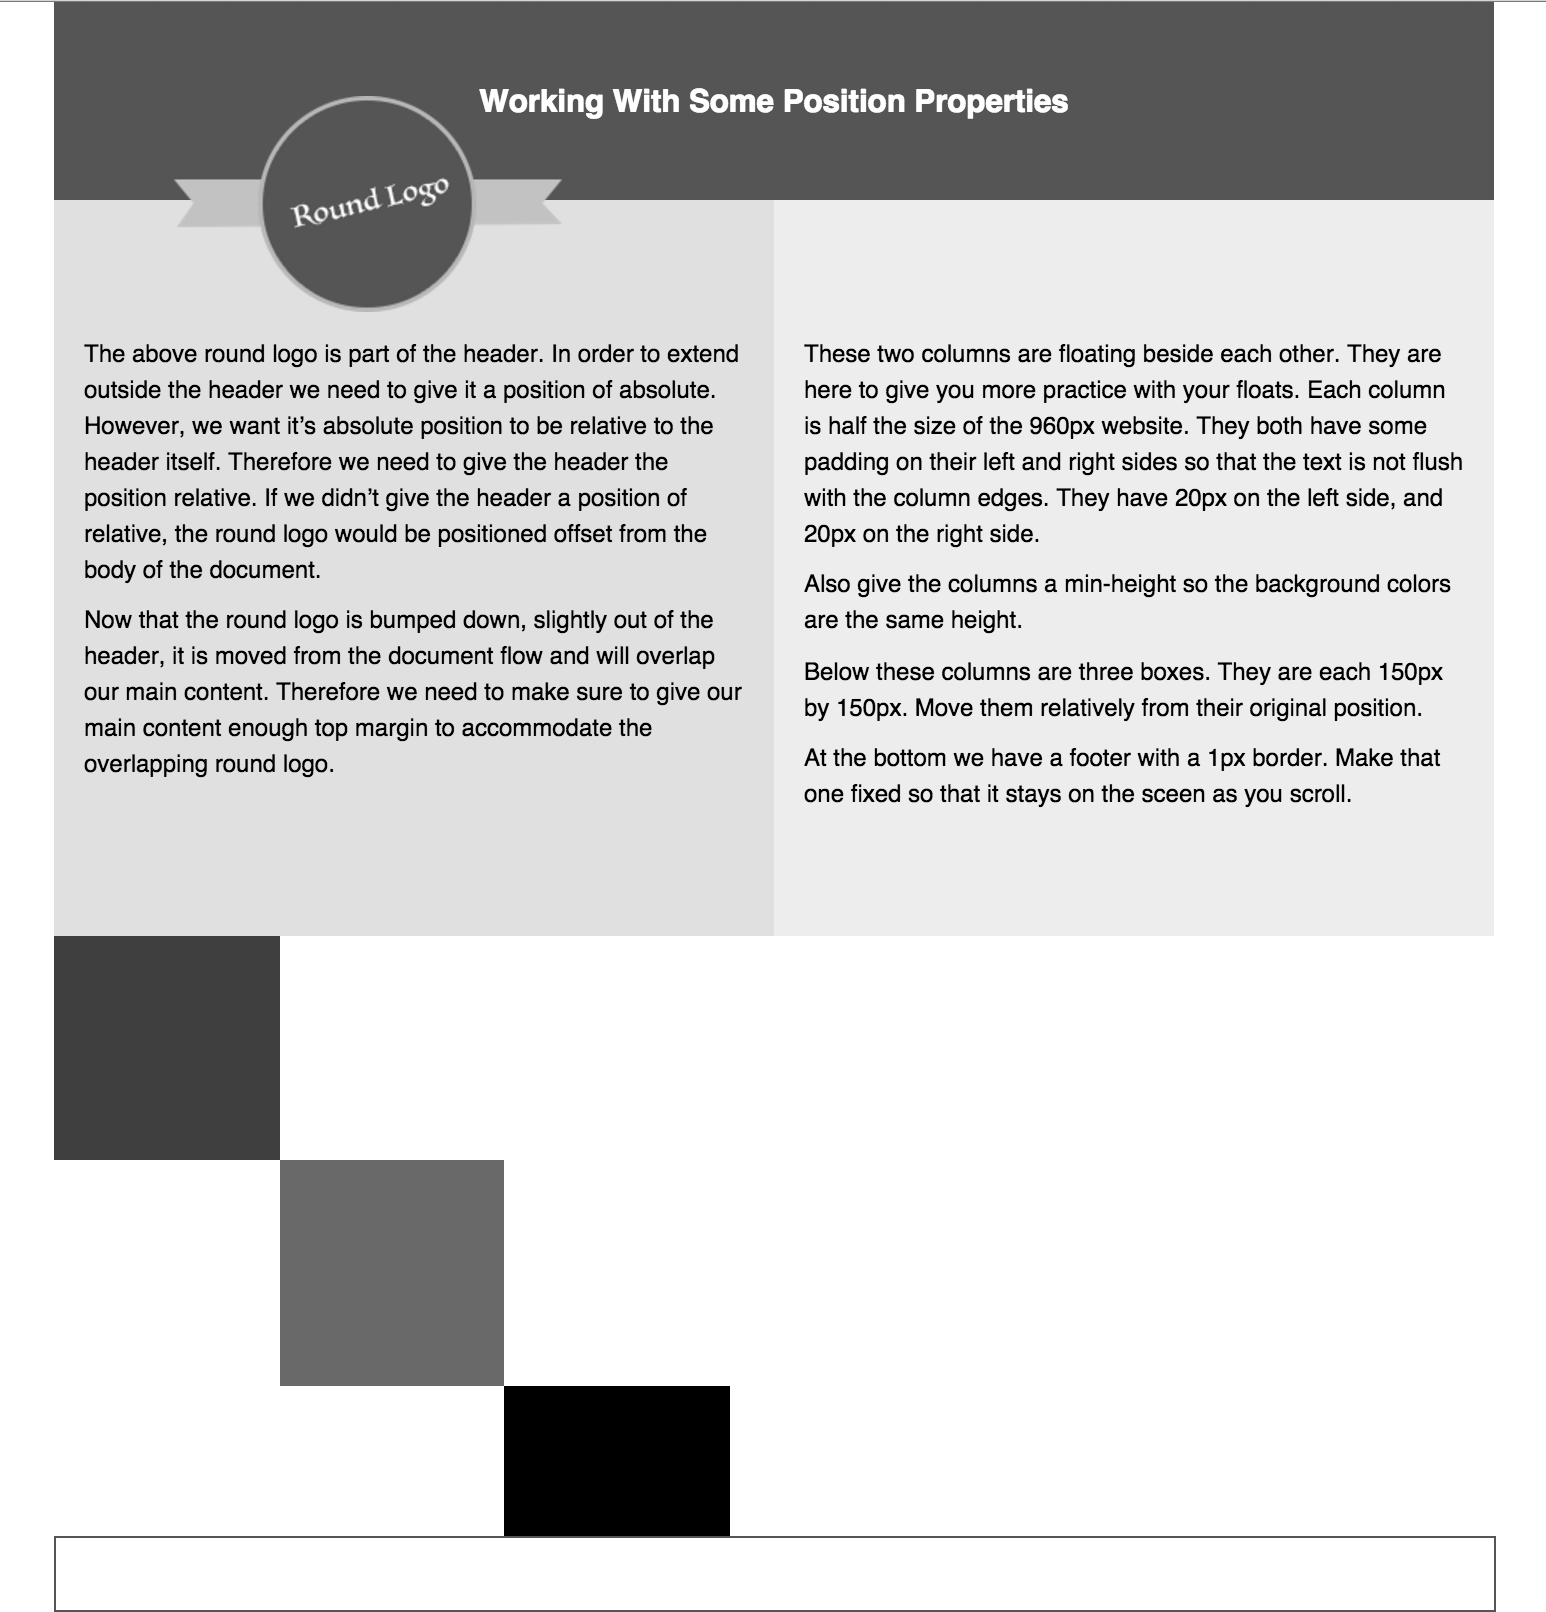 Working With Some Position Properties
Round Logo
The above round logo is part of the header. In order to extend
outside the header we need to give it a position of absolute.
However, we want it’s absolute position to be relative to the
header itself. Therefore we need to give the header the
position relative. If we didn’t give the header a position of
relative, the round logo would be positioned offset from the
body of the document.
Now that the round logo is bumped down, slightly out of the
header, it is moved from the document flow and will overlap
our main content. Therefore we need to make sure to give our
main content enough top margin to accommodate the
overlapping round logo.
These two columns are floating beside each other. They are
here to give you more practice with your floats. Each column
is half the size of the 960px website. They both have some
padding on their left and right sides so that the text is not flush
with the column edges. They have 20px on the left side, and
20px on the right side.
Also give the columns a min-height so the background colors
are the same height.
Below these columns are three boxes. They are each 150px
by 150px. Move them relatively from their original position.
At the bottom we have a footer with a 1px border. Make that
one fixed so that it stays on the sceen as you scroll.